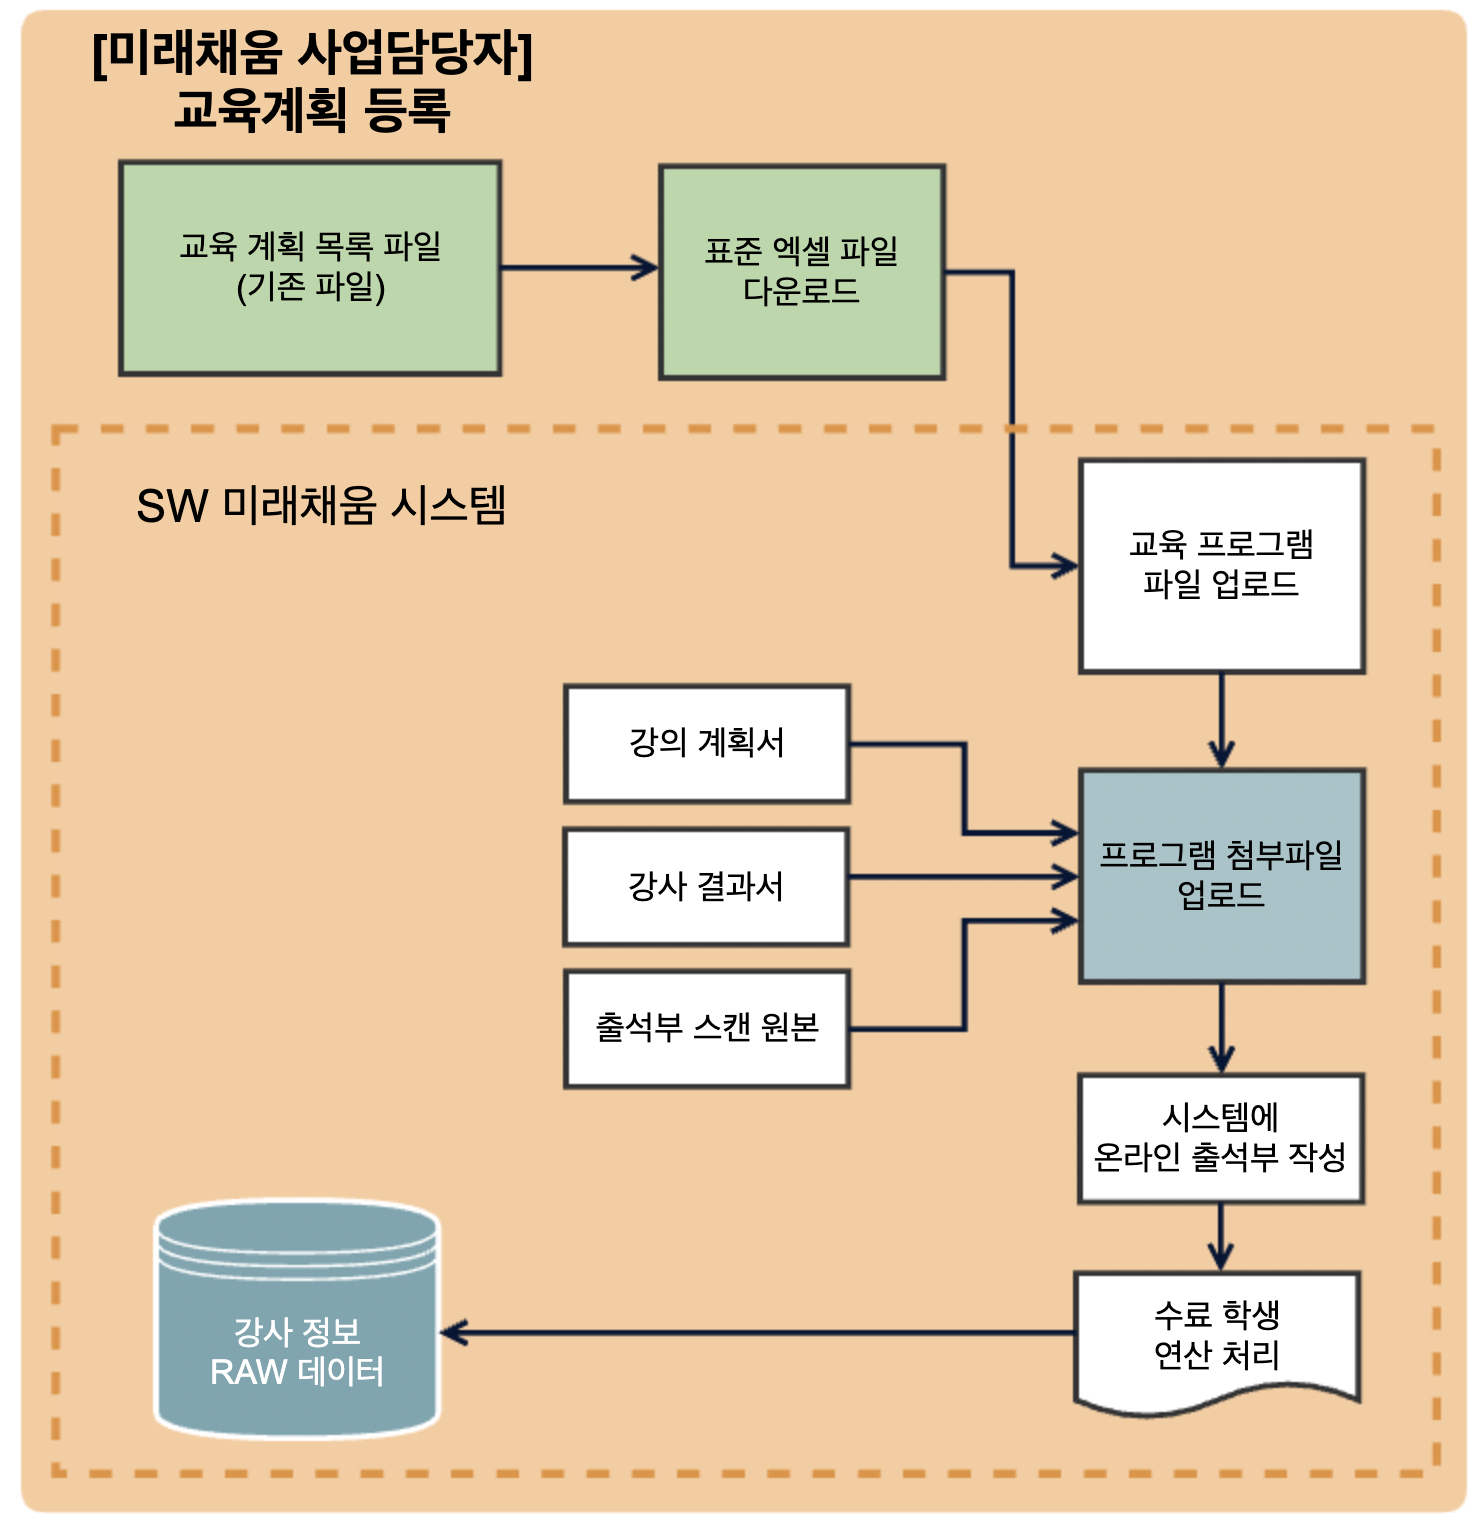 [미래채움 사업담당자]
교육계획 등록
교육 계획 목록 파일
(기존 파일)
표준 엑셀 파일
다운로드
SW 미래채움 시스템
교육 프로그램
파일 업로드
강의 계획서
강사 결과서
출석부 스캔 원본
프로그램 첨부파일
업로드
시스템에
온라인 출석부 작성
수료 학생
연산 처리
강사 정보
RAW 데이터